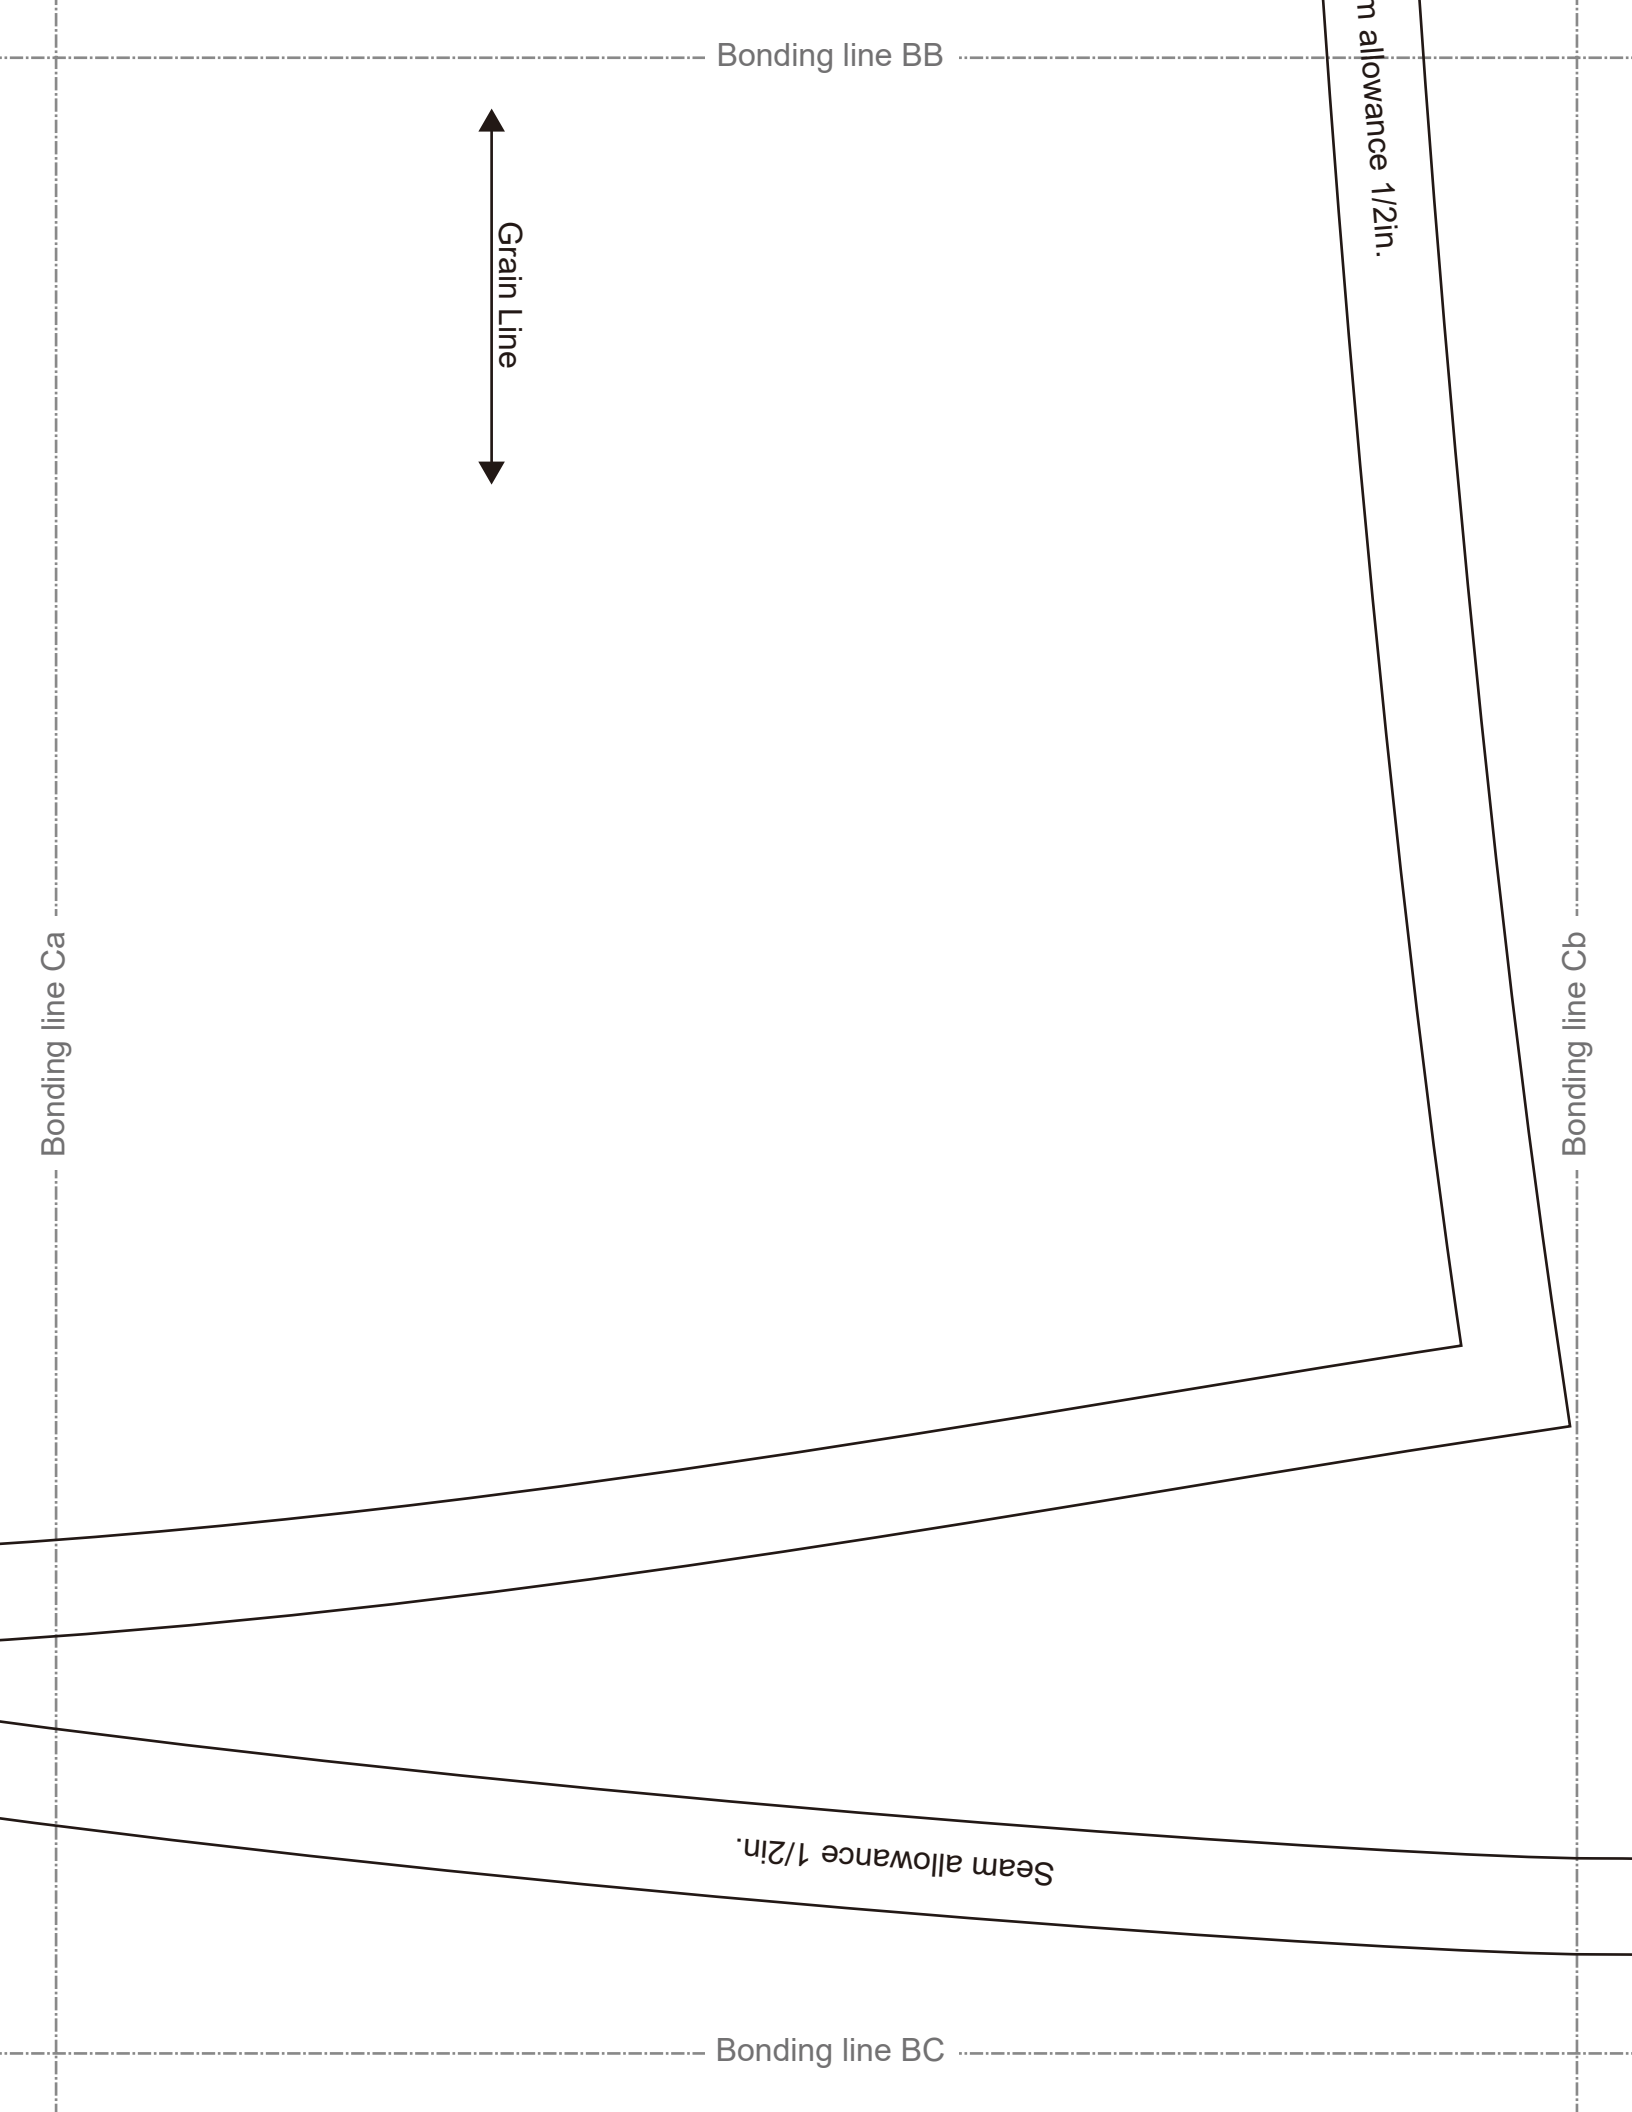 Bonding line BB
m allowance 1/2in.
Grain Line
Bonding line Ca
Bonding line Cb
Seam allowance 1/2in.
Bonding line BC